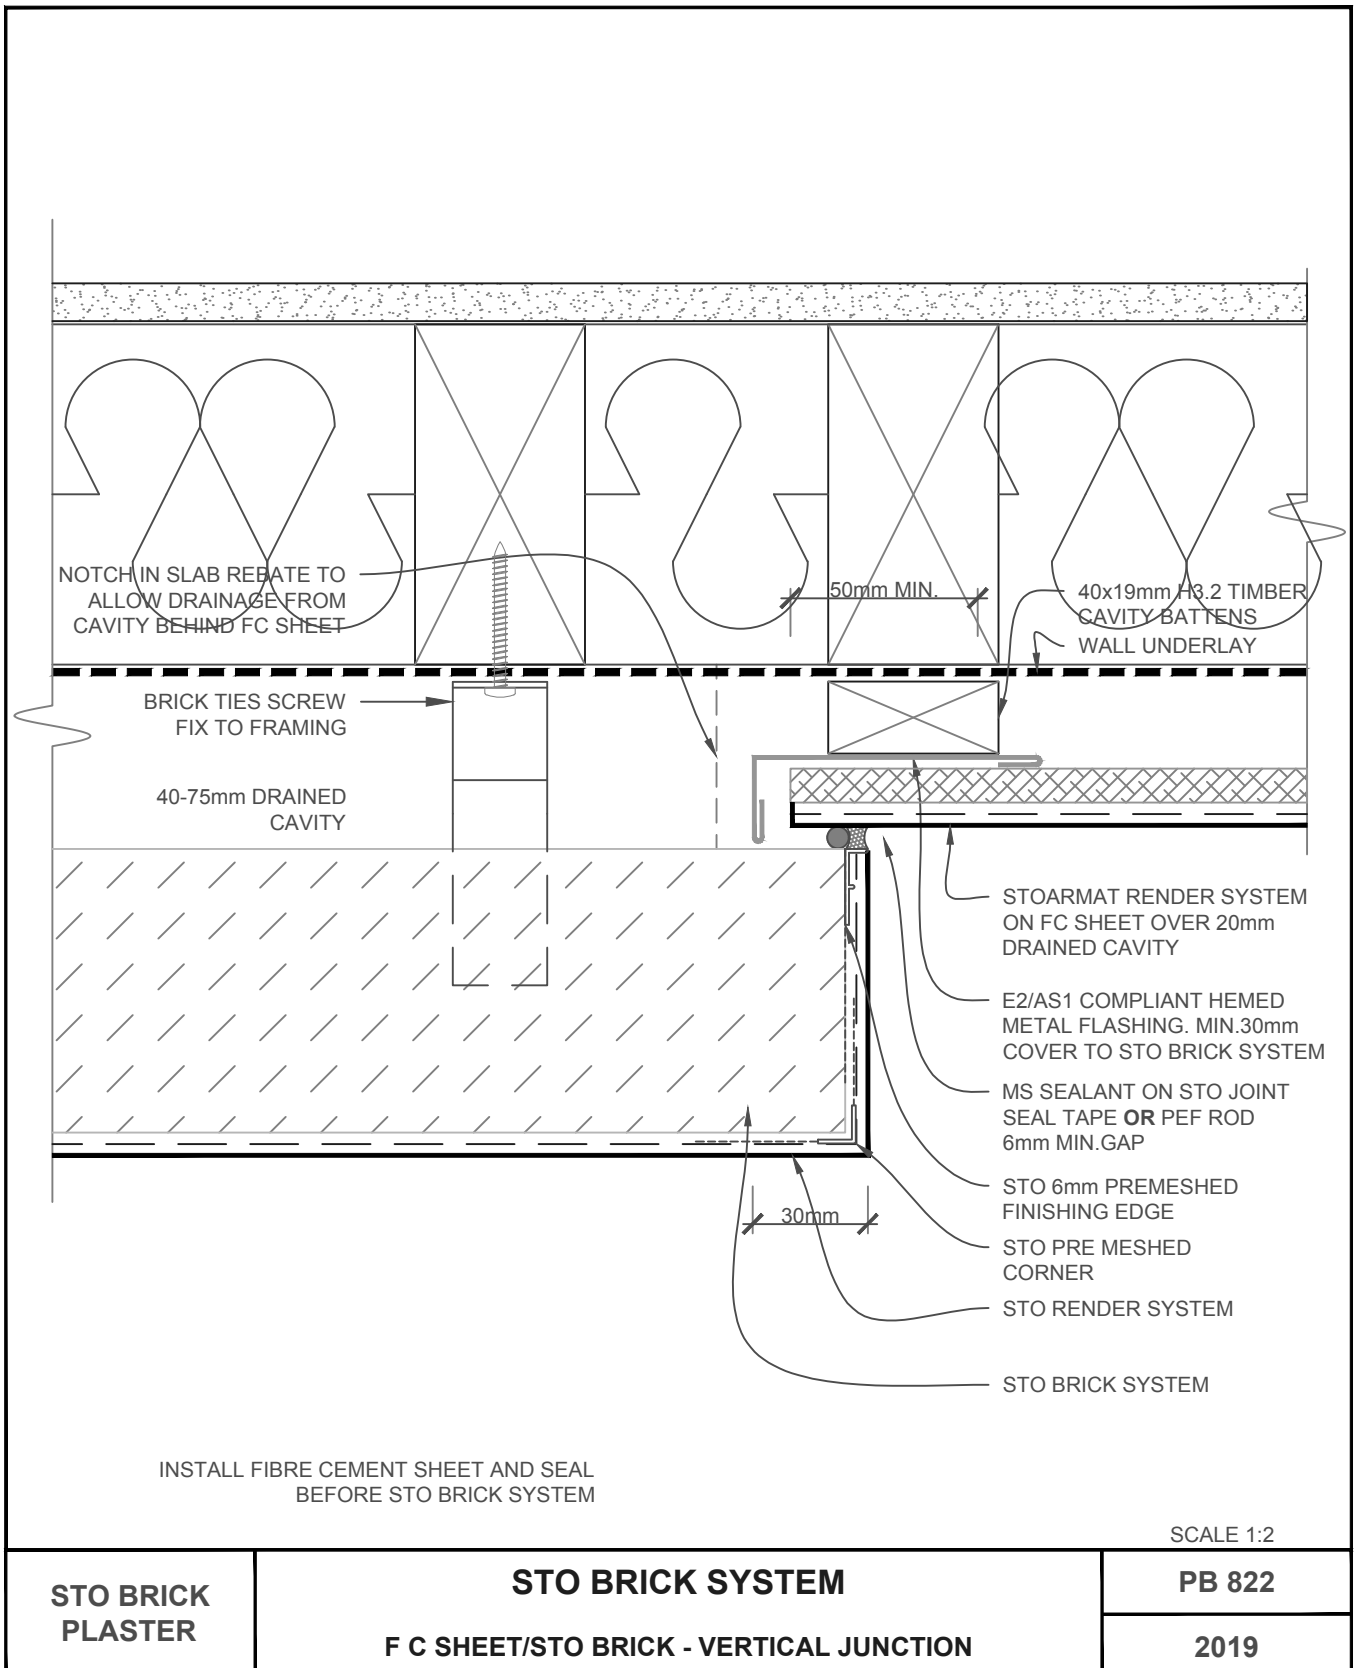 NOTCH IN SLAB REBATE TO
ALLOW DRAINAGE FROM
CAVITY BEHIND FC SHEET
50mm MIN.
40x19mm H3.2 TIMBER
CAVITY BATTENS
WALL UNDERLAY
BRICK TIES SCREW
FIX TO FRAMING
40-75mm DRAINED
CAVITY
STOARMAT RENDER SYSTEM
ON FC SHEET OVER 20mm
DRAINED CAVITY
E2/AS1 COMPLIANT HEMED
METAL FLASHING. MIN.30mm
COVER TO STO BRICK SYSTEM
MS SEALANT ON STO JOINT
SEAL TAPE OR PEF ROD
6mm MIN.GAP
STO 6mm PREMESHED
FINISHING EDGE
30mm
STO PRE MESHED
CORNER
STO RENDER SYSTEM
STO BRICK SYSTEM
INSTALL FIBRE CEMENT SHEET AND SEAL
BEFORE STO BRICK SYSTEM
SCALE 1:2
STO BRICK
PLASTER
STO BRICK SYSTEM
F C SHEET/STO BRICK - VERTICAL JUNCTION
PB 822
2019